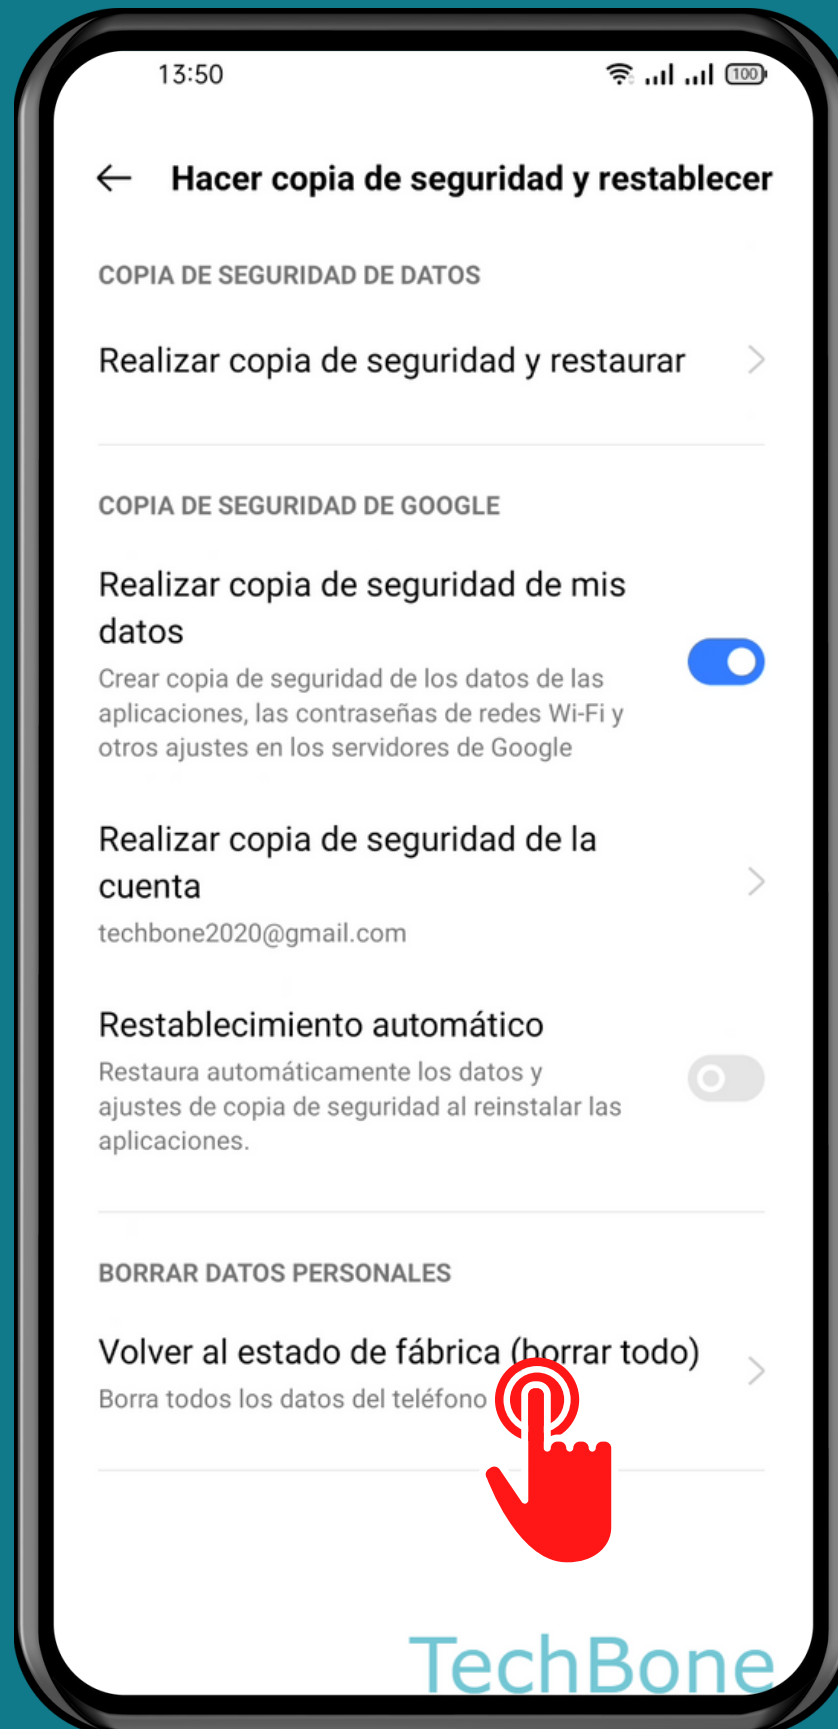 13:50
100
Hacer copia de seguridad y restablecer
COPIA DE SEGURIDAD DE DATOS
Realizar copia de seguridad y restaurar
COPIA DE SEGURIDAD DE GOOGLE
Realizar copia de seguridad de mis
datos
Crear copia de seguridad de los datos de las
aplicaciones, las contraseñas de redes Wi-Fi y
otros ajustes en los servidores de Google
Realizar copia de seguridad de la
cuenta
techbone2020@gmail.com
Restablecimiento automático
Restaura automáticamente los datos y
ajustes de copia de seguridad al reinstalar las
aplicaciones.
BORRAR DATOS PERSONALES
Volver al estado de fábrica (borrar todo)
Borra todos los datos del teléfono
TechBone